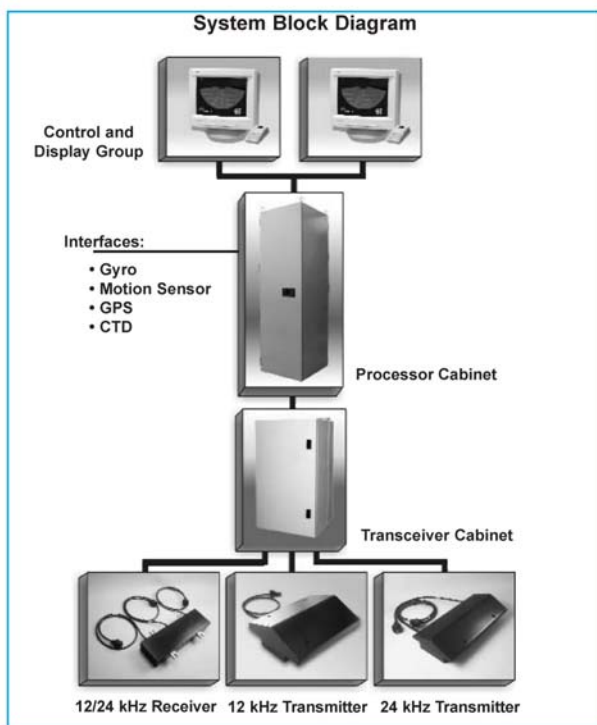 System Block Diagram
Control and
Display Group
Interfaces:
• Gyro
• Motion Sensor
• GPS
• CTD
Processor Cabinet
Transceiver Cabinet
12/24 kHz Receiver
12 kHz Transmitter
24 kHz Transmitter